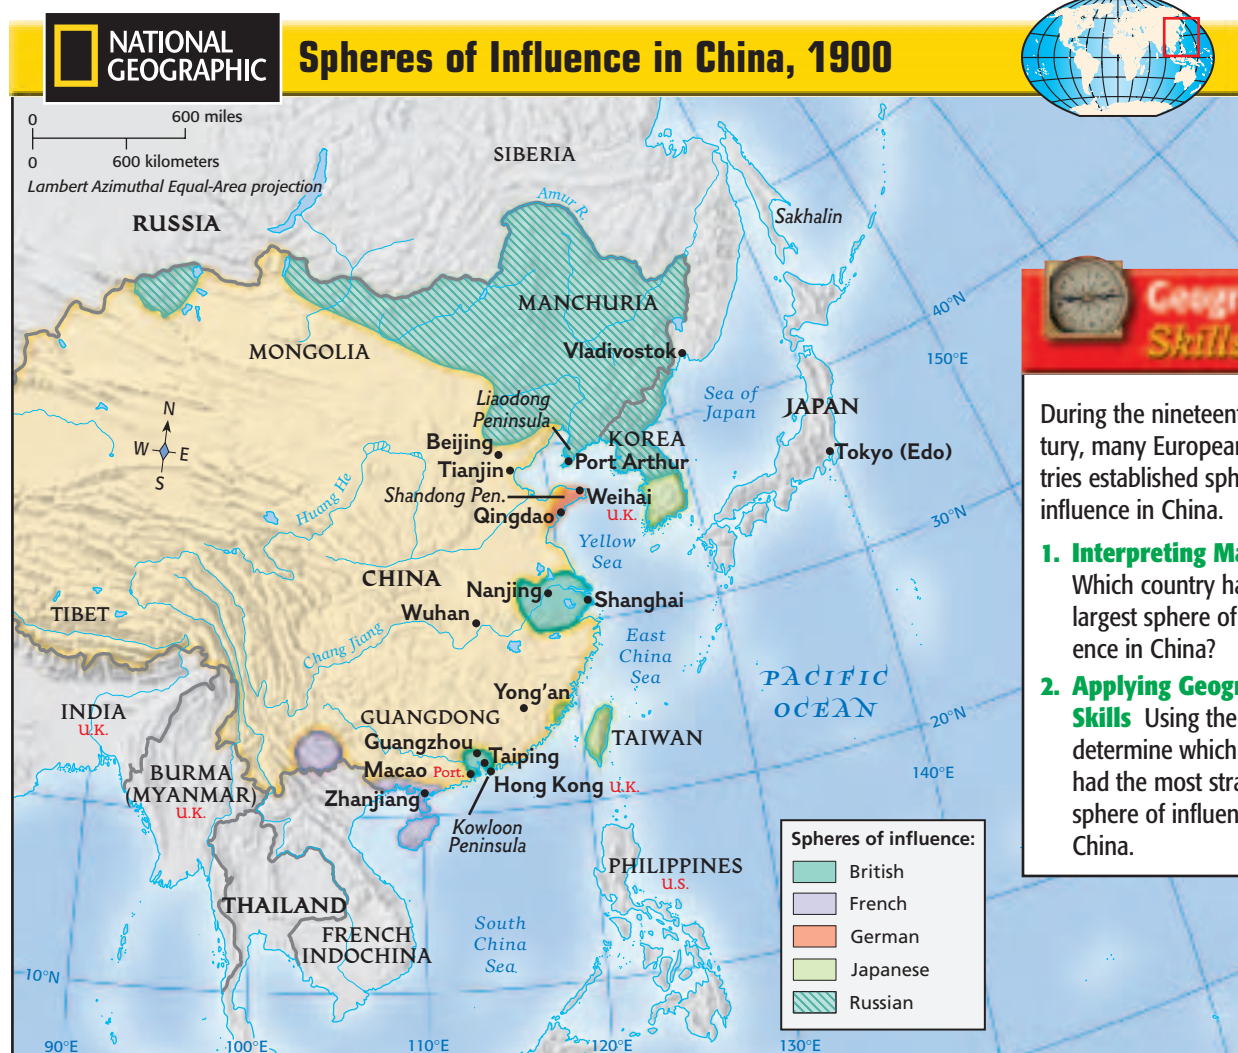 NATIONAL
GEOGRAPHIC
Spheres of Influence in China, 1900
0 600 miles
0 600 kilometers
Lambert Azimuthal Equal-Area projection
SIBERIA
RUSSIA
Amur R.
Sakhalin
MANCHURIA
MONGOLIA
Vladivostok
40°N
150°E
Sea of
Japan
JAPAN
Liaodong
Peninsula
N
W E
S
Beijing
KOREA
Tokyo (Edo)
Tianjin
Port Arthur
Huang He
Shandong Pen.
Weihai
U.K.
Qingdao
30°N
Yellow
Sea
CHINA
Nanjing
Shanghai
TIBET
Wuhan
Chang Jiang
East
China
Sea
PACIFIC
OCEAN
Yong'an
20°N
INDIA
U.K.
GUANGDONG
TAIWAN
Guangzhou
Taiping
Macao Port.
Hong Kong U.K.
140°E
BURMA
(MYANMAR)
U.K.
Zhanjiang
Kowloon
Peninsula
PHILIPPINES
U.S.
THAILAND
FRENCH
INDOCHINA
South
China
Sea
10°N
90°E
100°E
110°E
120°E
130°E
Spheres of influence:
British
French
German
Japanese
Russian
Geogr
Skills
During the nineteent
tury, many European
tries established sph
influence in China.
1. Interpreting Ma
Which country ha
largest sphere of
ence in China?
2. Applying Geogr
Skills Using the
determine which
had the most stra
sphere of influen
China.